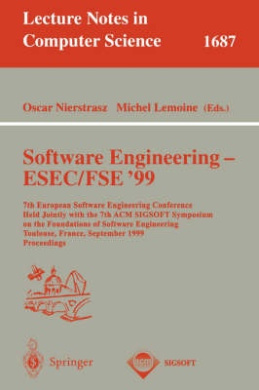 Lecture Notes in
Computer Science 1687
Oscar Nierstrasz Michel Lemoine (Eds.)
Software Engineering –
ESEC/FSE '99
7th European Software Engineering Conference
Held Jointly with the 7th ACM SIGSOFT Symposium
on the Foundations of Software Engineering
Toulouse, France, September 1999
Proceedings
Springer
SIGSOFT